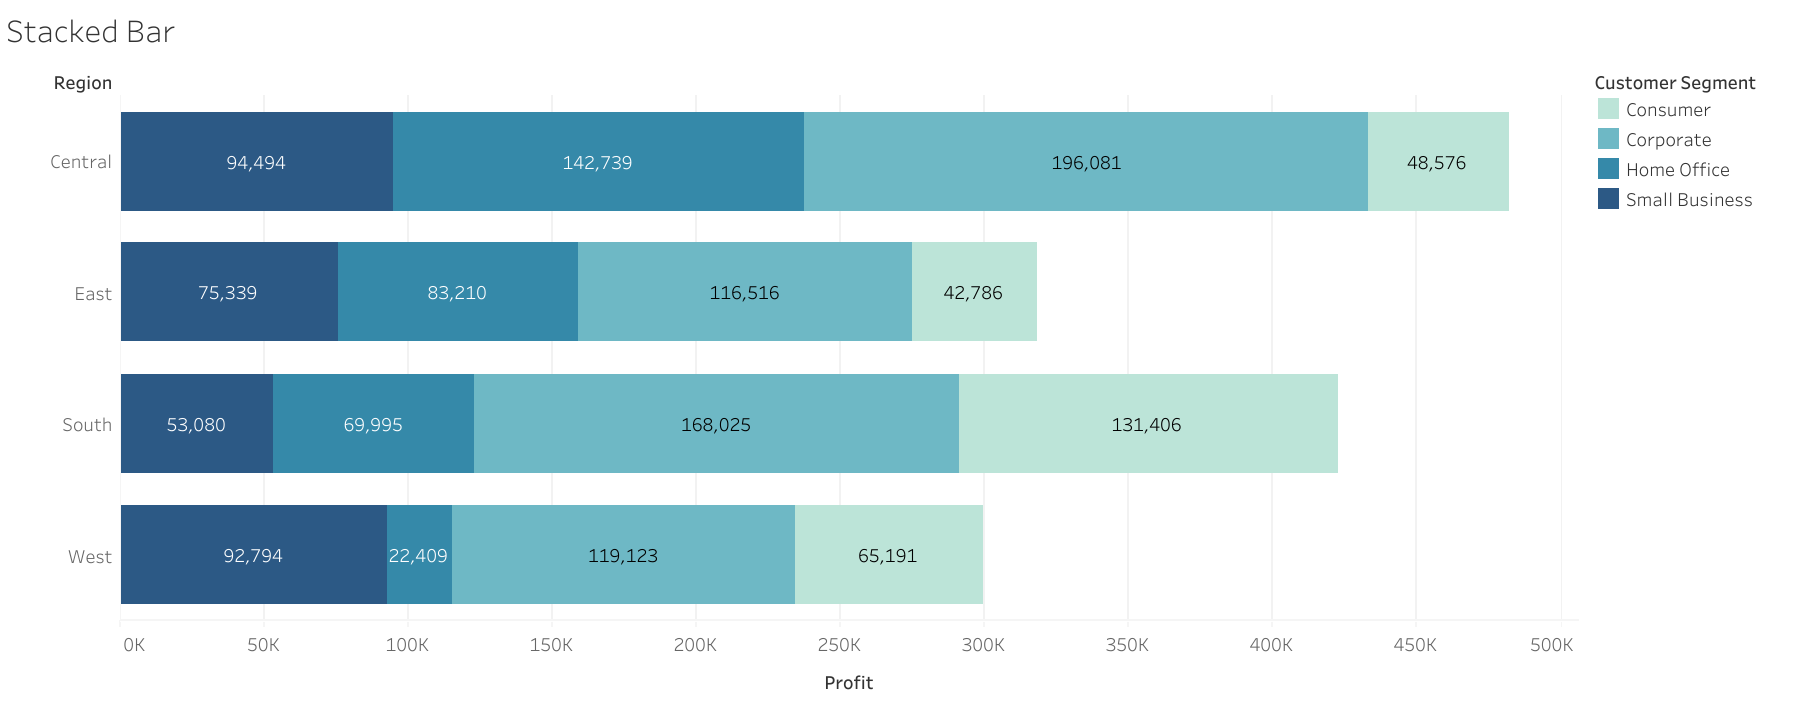 Stacked Bar
Region
Customer Segment
Consumer
Corporate
Home Office
Small Business
Central 94,494 142,739 196,081 48,576
East 75,339 83,210 116,516 42,786
South 53,080 69,995 168,025 131,406
West 92,794 22,409 119,123 65,191
0K 50K 100K 150K 200K 250K 300K 350K 400K 450K 500K
Profit